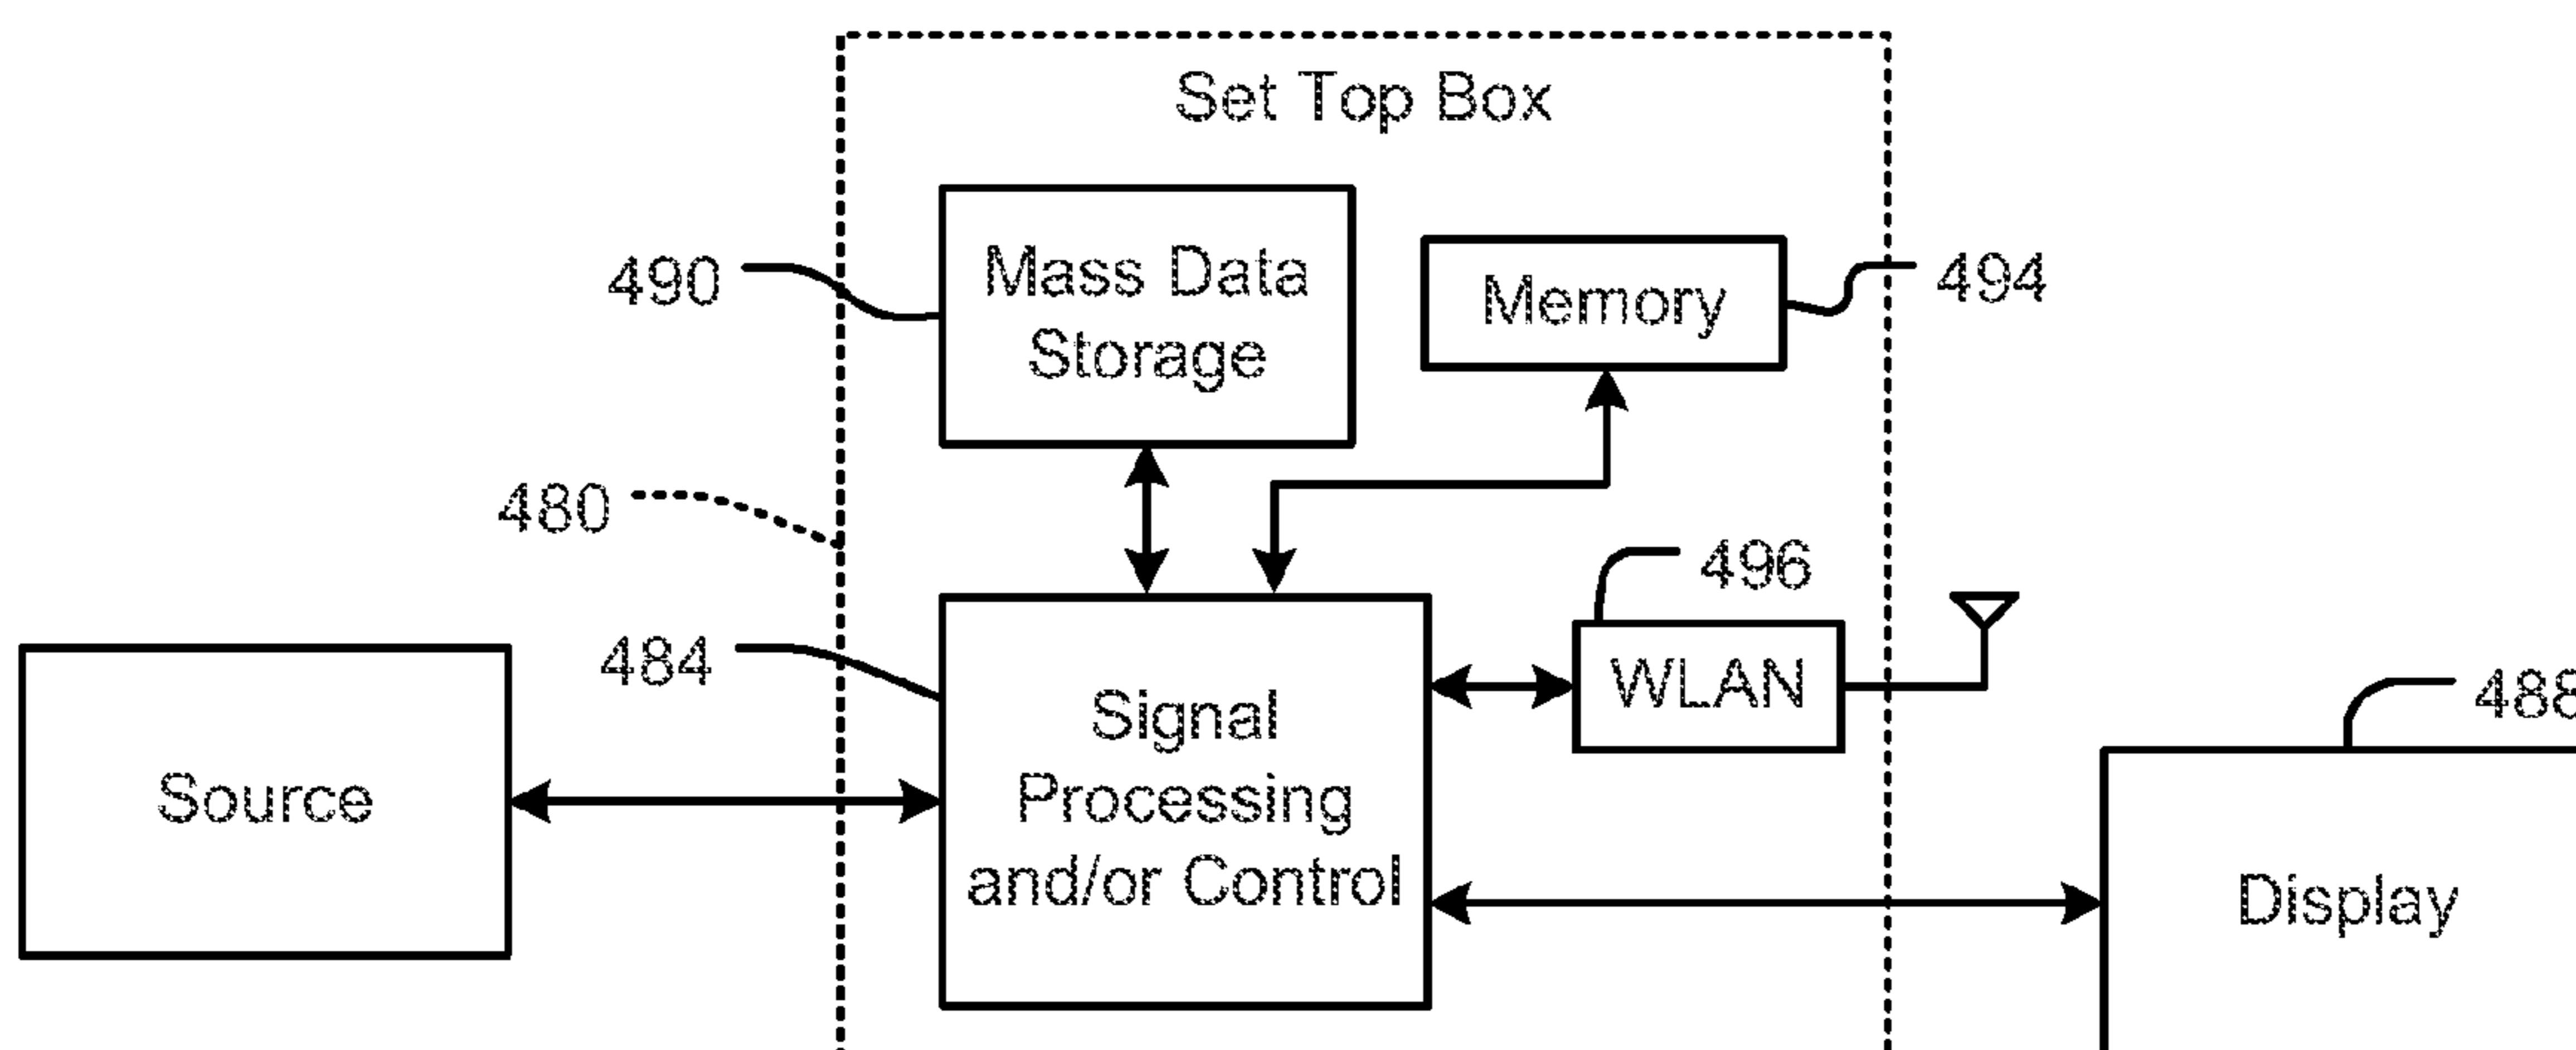 Set Top Box
490
Mass Data
Storage
Memory
494
480
496
484
WLAN
488
Source
Signal
Processing
and/or Control
Display